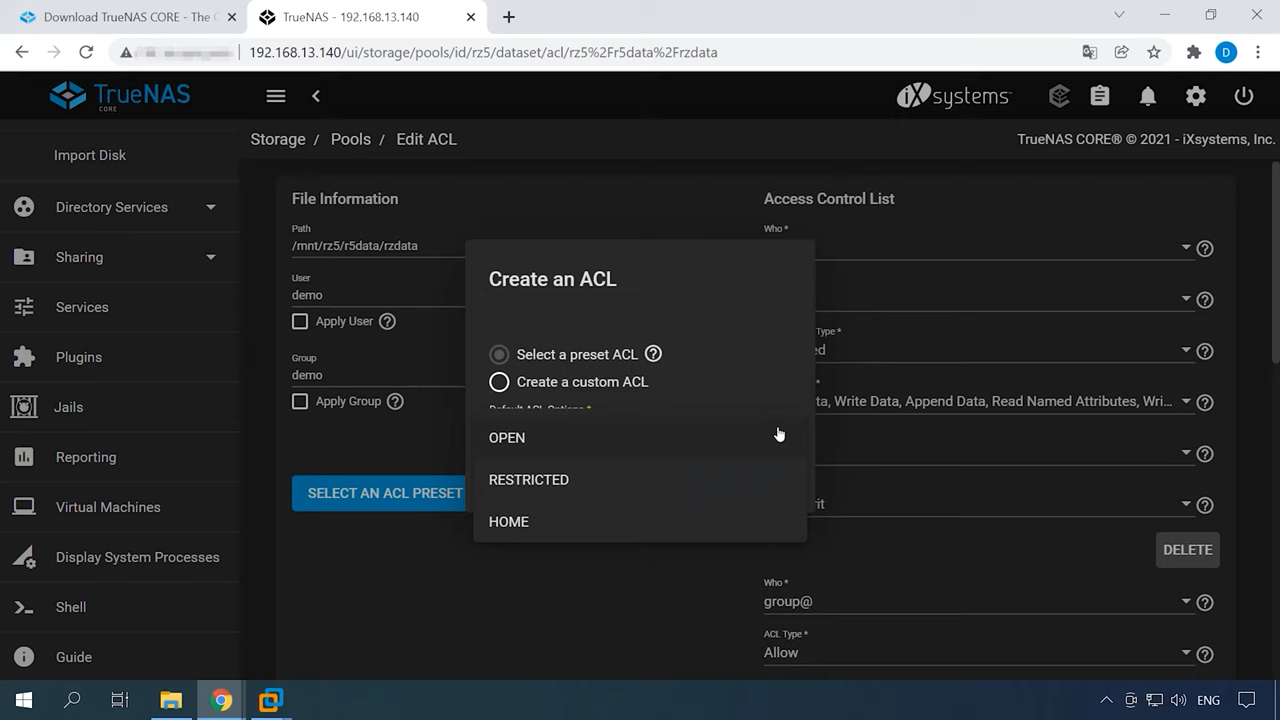 Download TrueNAS CORE - The C
TrueNAS - 192.168.13.140
192.168.13.140/ui/storage/pools/id/rz5/dataset/acl/rz5%2Fr5data%2Frzdata
D
TrueNAS
CORE
iXsystems
Storage / Pools / Edit ACL
TrueNAS CORE® © 2021 - iXsystems, Inc.
Import Disk
Directory Services
Sharing
Services
Plugins
Jails
Reporting
Virtual Machines
Display System Processes
Shell
Guide
File Information
Path
/mnt/rz5/r5data/rzdata
User
demo
Apply User
Group
demo
Apply Group
SELECT AN ACL PRESET
Create an ACL
Select a preset ACL
Create a custom ACL
Default ACL Options *
OPEN
RESTRICTED
HOME
Access Control List
Who *
Type *
ed
*
ta, Write Data, Append Data, Read Named Attributes, Wri...
rit
DELETE
Who *
group@
ACL Type *
Allow
ENG